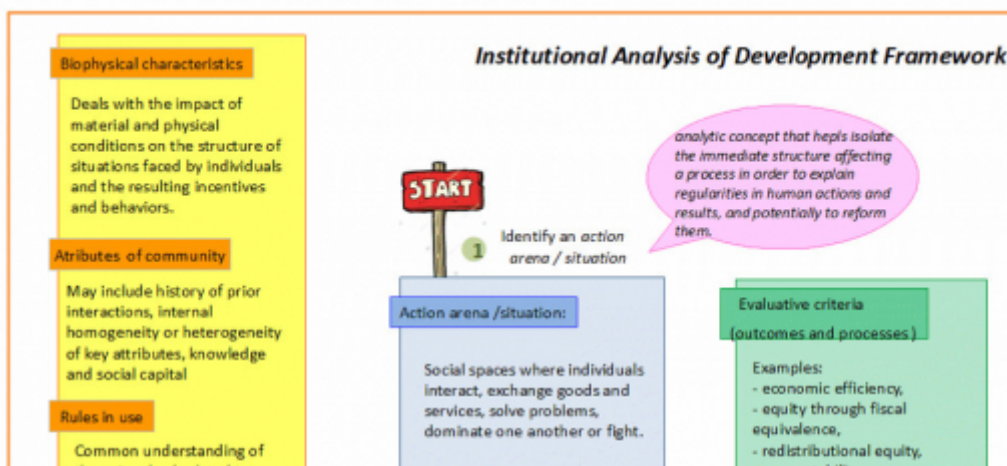 Institutional Analysis of Development Framework
Biophysical characteristics
Deals with the impact of
material and physical
conditions on the structure of
situations faced by individuals
and the resulting incentives
and behaviors.
Atributes of community
May include history of prior
interactions, internal
homogeneity or heterogeneity
of key attributes, knowledge
and social capital
Rules in use
Common understanding of
START
1
Identify an action
arena / situation
analytic concept that hepls isolate
the immediate structure affecting
a process in order to explain
regularities in human actions and
results, and potentially to reform
them.
Action arena /situation:
Social spaces where individuals
interact, exchange goods and
services, solve problems,
dominate one another or fight.
Evaluative criteria
(outcomes and processes )
Examples:
- economic efficiency,
- equity through fiscal
equivalence,
- redistributional equity,